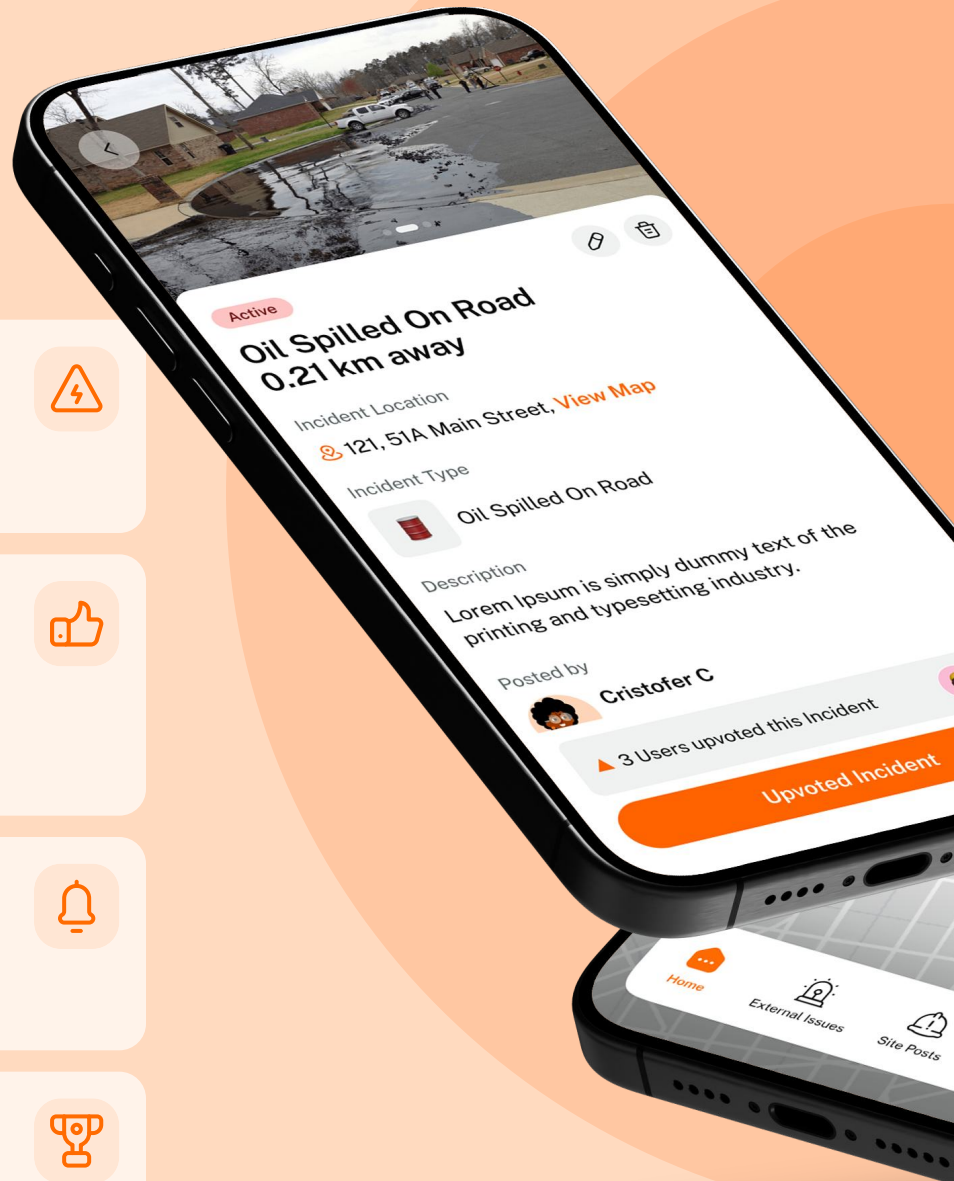 Active
Oil Spilled On Road
0.21 km away
Incident Location
121, 51A Main Street, View Map
Incident Type
Oil Spilled On Road
Description
Lorem Ipsum is simply dummy text of the
printing and typesetting industry.
Posted by
Cristofer C
3 Users upvoted this Incident
Upvoted Incident
Home
External Issues
Site Posts